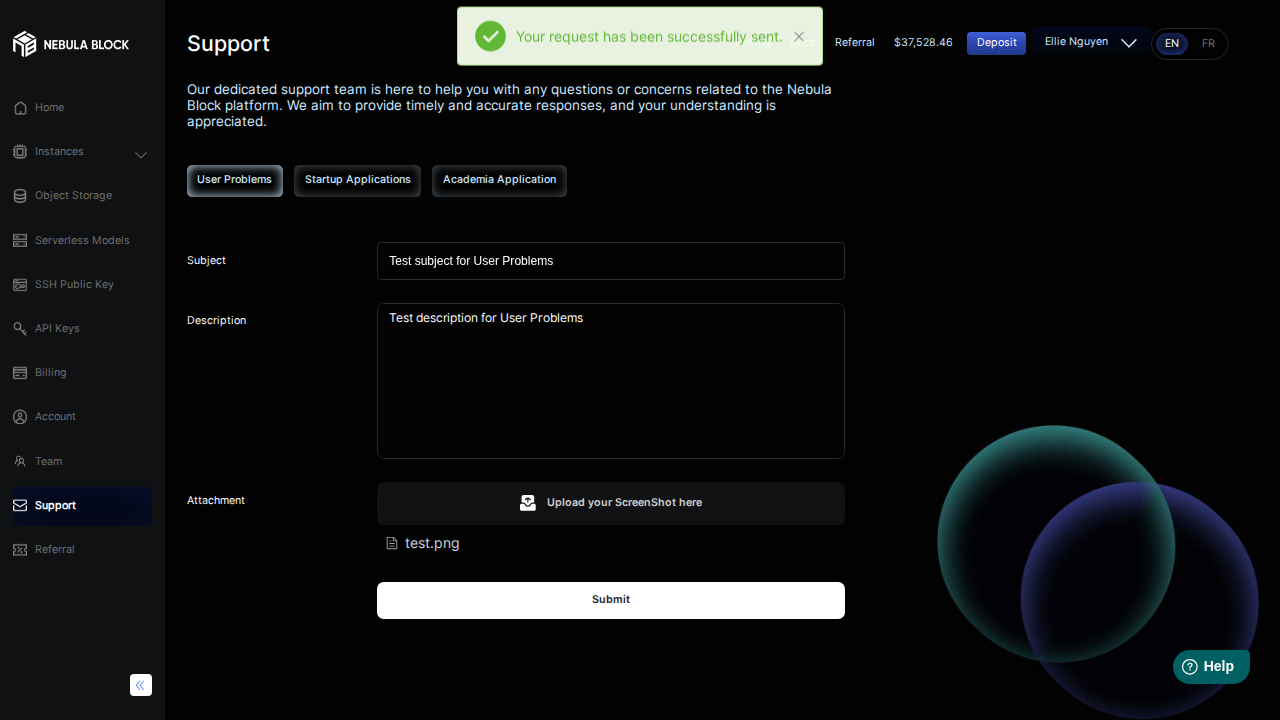 NEBULA BLOCK
Home
Instances
Object Storage
Serverless Models
SSH Public Key
API Keys
Billing
Account
Team
Support
Referral
Support
Your request has been successfully sent.
Referral
$37,528.46
Deposit
Ellie Nguyen
EN
FR
Our dedicated support team is here to help you with any questions or concerns related to the Nebula
Block platform. We aim to provide timely and accurate responses, and your understanding is
appreciated.
User Problems
Startup Applications
Academia Application
Subject
Test subject for User Problems
Description
Test description for User Problems
Attachment
Upload your ScreenShot here
test.png
Submit
Help